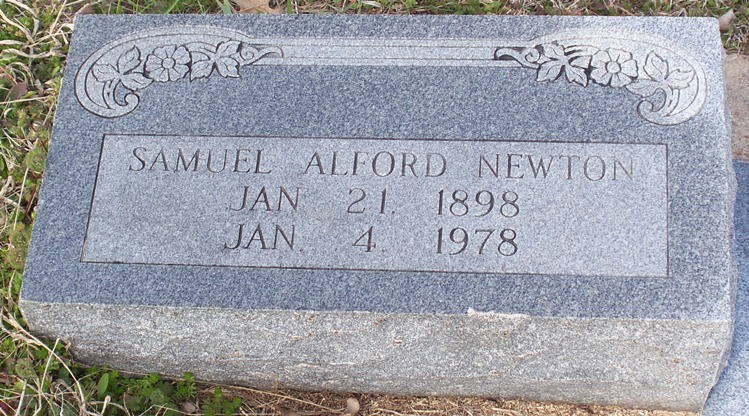 SAMUEL ALFORD NEWTON
JAN 21. 1898
JAN. 4. 1978